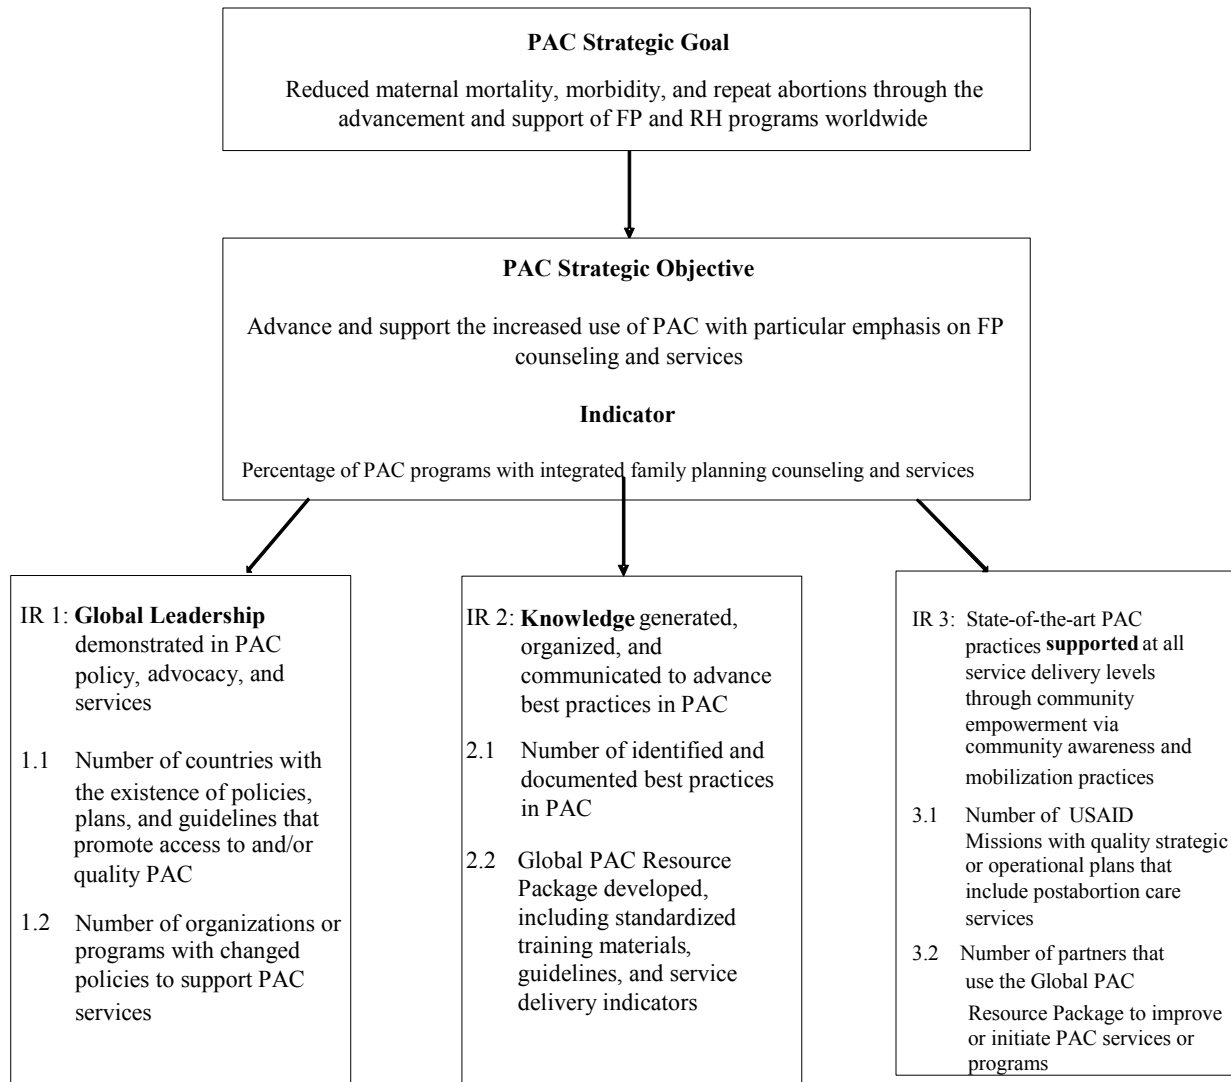 PAC Strategic Goal
Reduced maternal mortality, morbidity, and repeat abortions through the
advancement and support of FP and RH programs worldwide
PAC Strategic Objective
Advance and support the increased use of PAC with particular emphasis on FP
counseling and services
Indicator
Percentage of PAC programs with integrated family planning counseling and services
IR 1: Global Leadership
demonstrated in PAC
policy, advocacy, and
services
1.1 Number of countries with
the existence of policies,
plans, and guidelines that
promote access to and/or
quality PAC
1.2 Number of organizations or
programs with changed
policies to support PAC
services
IR 2: Knowledge generated,
organized, and
communicated to advance
best practices in PAC
2.1 Number of identified and
documented best practices
in PAC
2.2 Global PAC Resource
Package developed,
including standardized
training materials,
guidelines, and service
delivery indicators
IR 3: State-of-the-art PAC
practices supported at all
service delivery levels
through community
empowerment via
community awareness and
mobilization practices
3.1 Number of USAID
Missions with quality strategic
or operational plans that
include postabortion care
services
3.2 Number of partners that
use the Global PAC
Resource Package to improve
or initiate PAC services or
programs